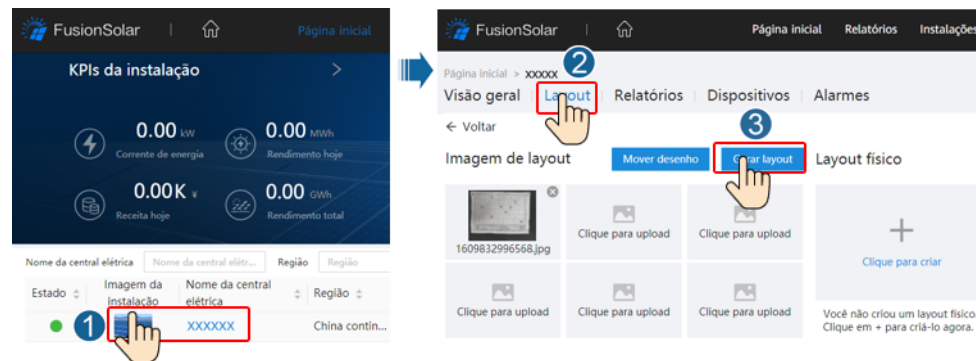 FusionSolar
Página inicial
KPIs da instalação >
0.00 kW
Corrente de energia
0.00 MWh
Rendimento hoje
0.00K ¥
Receita hoje
0.00 GWh
Rendimento total
Nome da central elétrica Nome da central elétr... Região Região
Estado Imagem da instalação Nome da central elétrica Região
1 XXXXXX China contin...
FusionSolar Página inicial Relatórios Instalações
Página inicial > xxxxx 2
Visão geral Layout Relatórios Dispositivos Alarmes
← Voltar 3
Imagem de layout Mover desenho Gerar layout Layout físico
1609832996568.jpg Clique para upload Clique para upload
Clique para criar
Clique para upload Clique para upload Clique para upload
Você não criou um layout físico.
Clique em + para criá-lo agora.